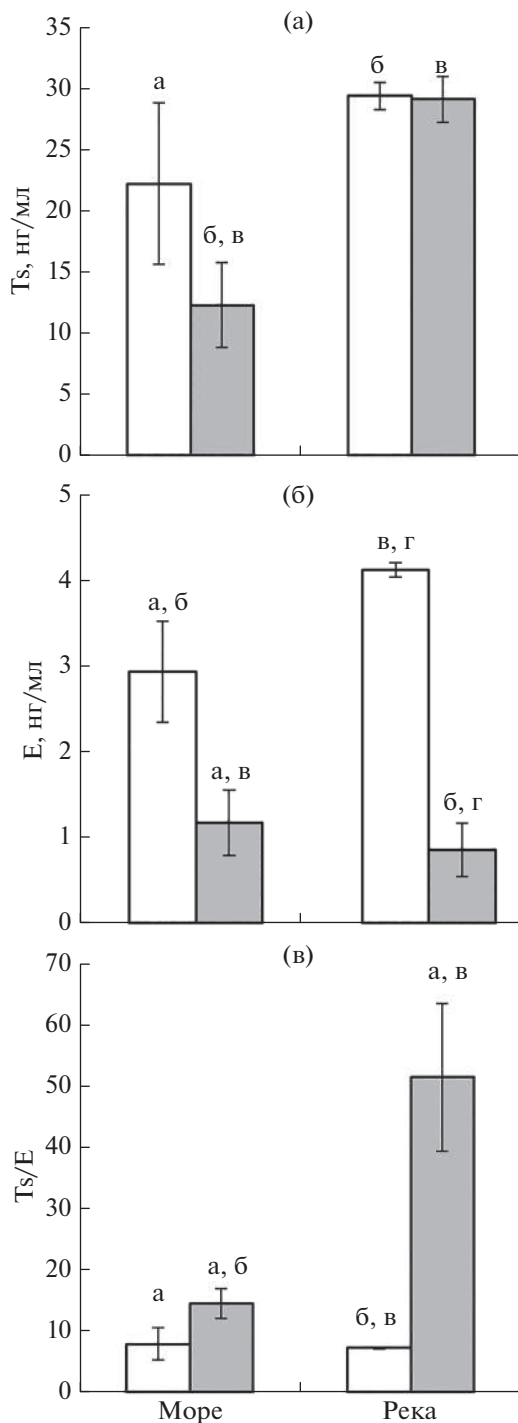 (а)
35
30
25
20
15
10
5
0
Ts, нг/мл
а
б, в
б
в
(б)
5
4
3
2
1
0
Е, нг/мл
а, б
а, в
в, г
б, г
(в)
70
60
50
40
30
20
10
0
Ts/E
а
а, б
б, в
а, в
Море
Река